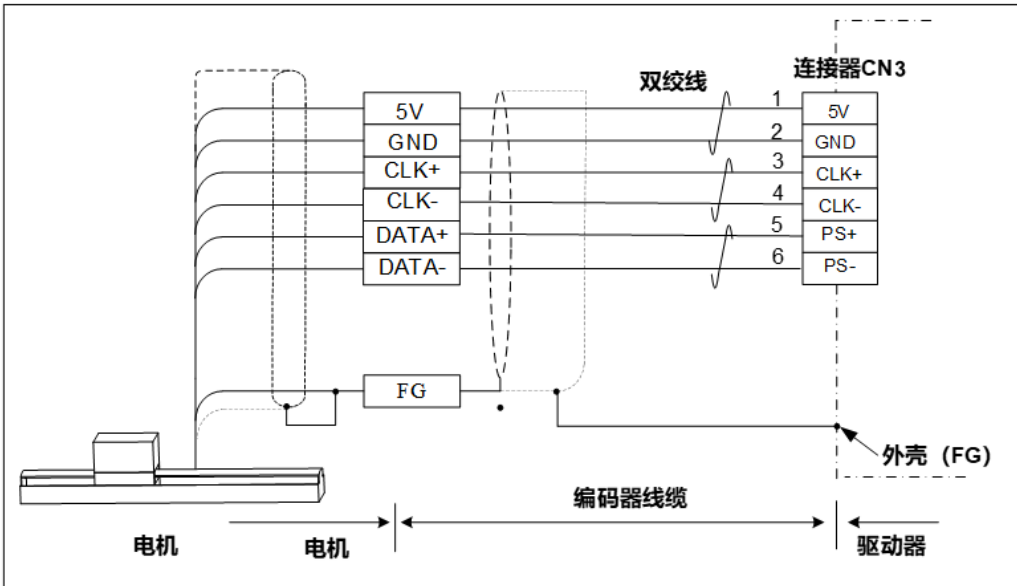 双绞线
连接器CN3
5V 1 5V
GND 2 GND
CLK+ 3 CLK+
CLK- 4 CLK-
DATA+ 5 PS+
DATA- 6 PS-
FG
外壳（FG）
编码器线缆
电机 电机 驱动器